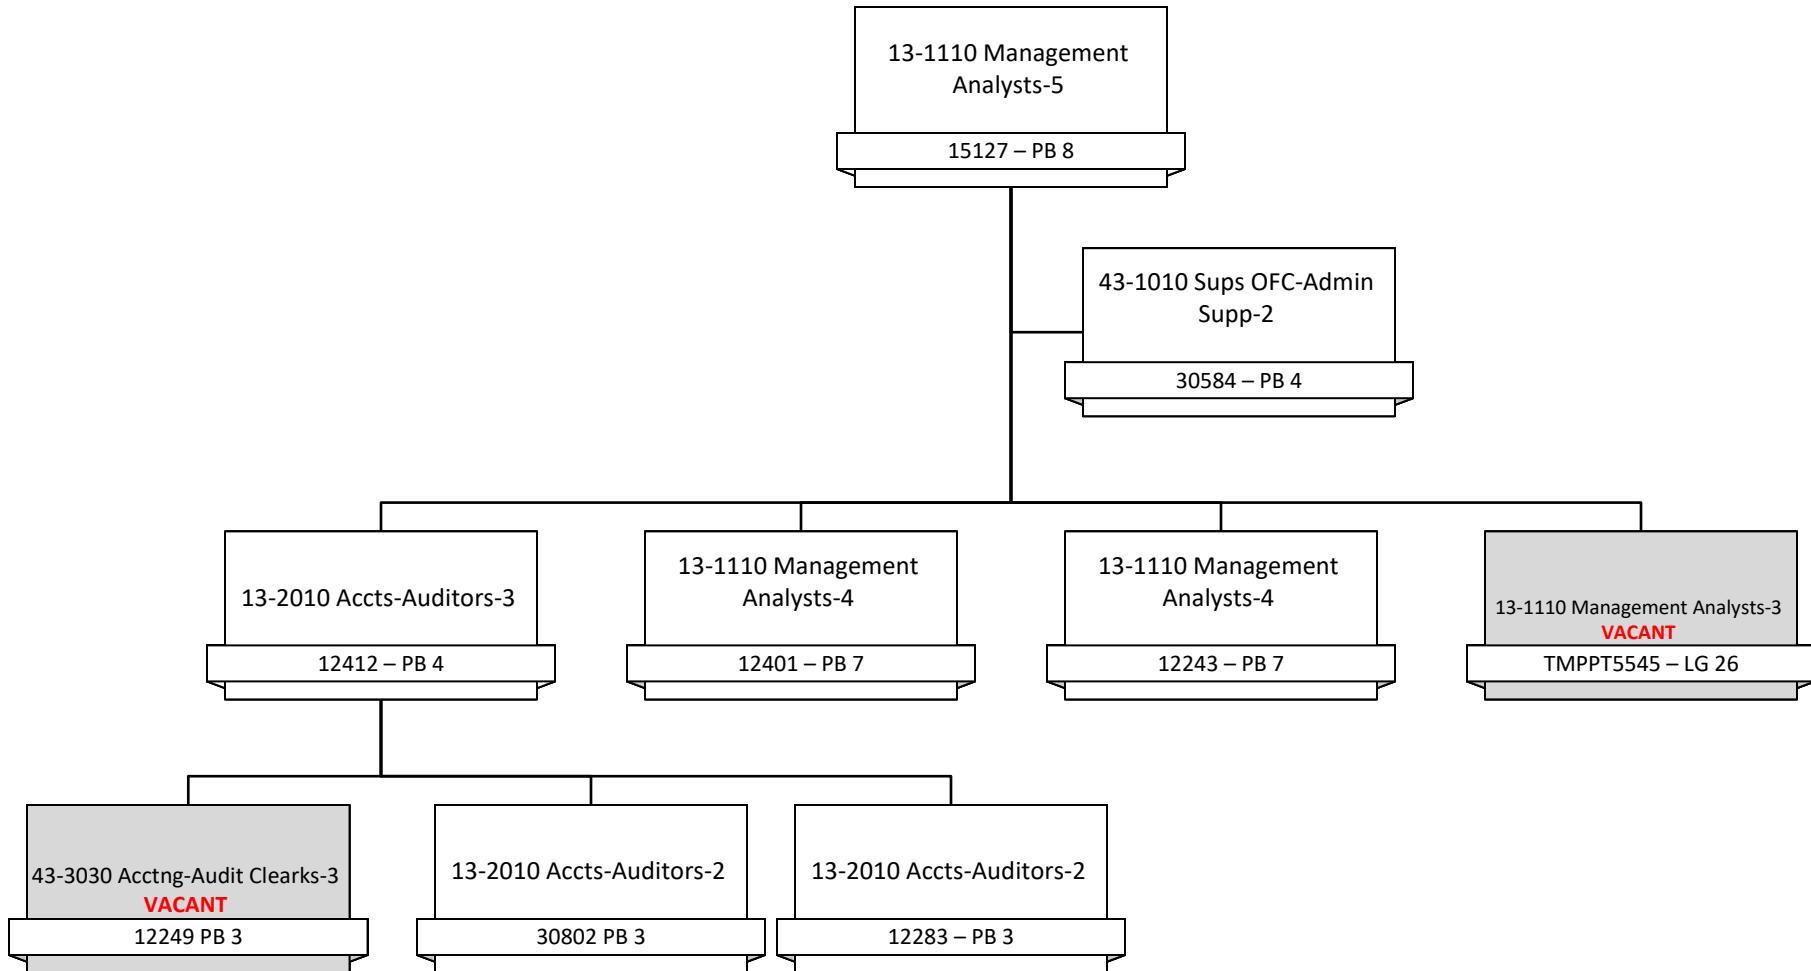 13-1110 Management
Analysts-5
15127 – PB 8
43-1010 Sups OFC-Admin
Supp-2
30584 – PB 4
13-2010 Accts-Auditors-3
12412 – PB 4
13-1110 Management
Analysts-4
12401 – PB 7
13-1110 Management
Analysts-4
12243 – PB 7
13-1110 Management Analysts-3
VACANT
TMPPT5545 – LG 26
43-3030 Acctng-Audit Clearks-3
VACANT
12249 PB 3
13-2010 Accts-Auditors-2
30802 PB 3
13-2010 Accts-Auditors-2
12283 – PB 3